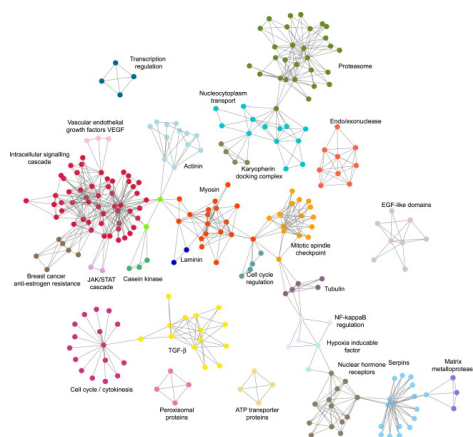 Proteasome
Transcription
regulation
Nucleocytoplasm
transport
Vascular endothelial
growth factors VEGF
Endo/exonuclease
Intracellular signalling
cascade
Actinin
Karyopherin
docking complex
Myosin
EGF-like domains
Laminin
Mitotic spindle
checkpoint
Breast cancer
anti-estrogen resistance
JAK/STAT
cascade
Casein kinase
Cell cycle
regulation
Tubulin
NF-kappaB
regulation
TGF-β
Hypoxia inducable
factor
Cell cycle / cytokinesis
Nuclear hormone
receptors
Serpins
Matrix
metalloproteas
Peroxisomal
proteins
ATP transporter
proteins